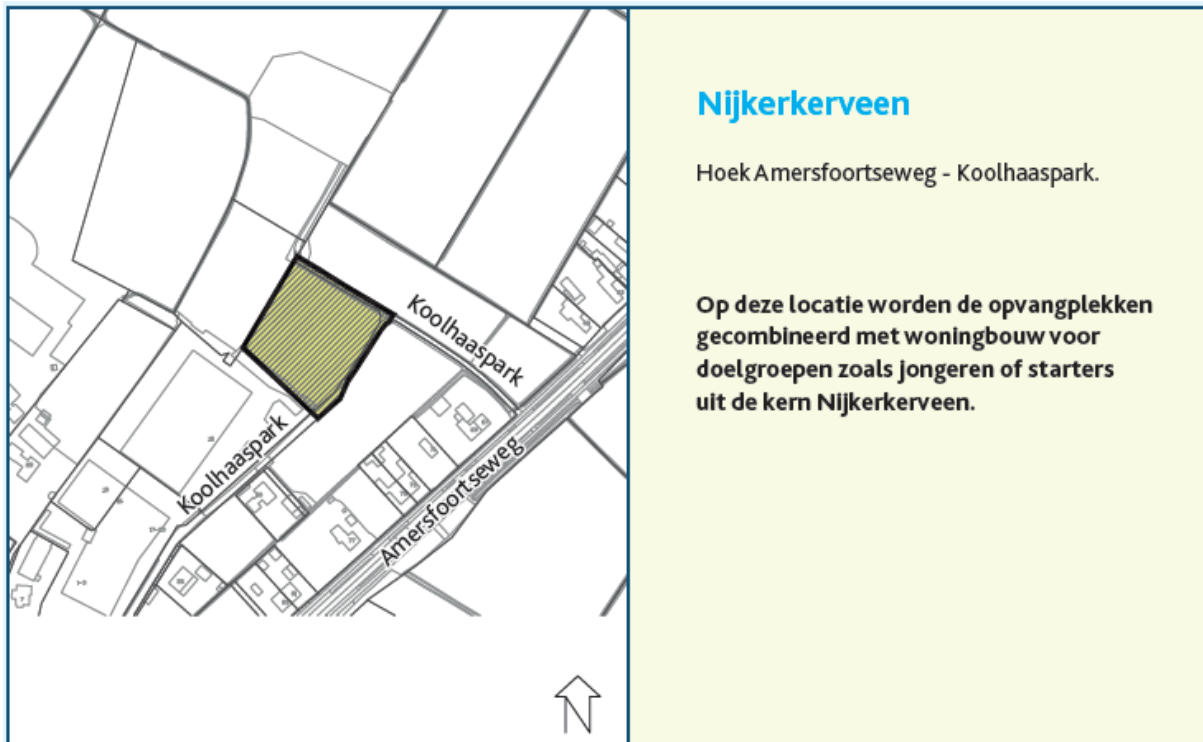 Nijkerkerveen
Hoek Amersfoortseweg - Koolhaaspark.
Op deze locatie worden de opvangplekken
gecombineerd met woningbouw voor
doelgroepen zoals jongeren of starters
uit de kern Nijkerkerveen.
Koolhaaspark
Koolhaaspark
Amersfoortseweg
N